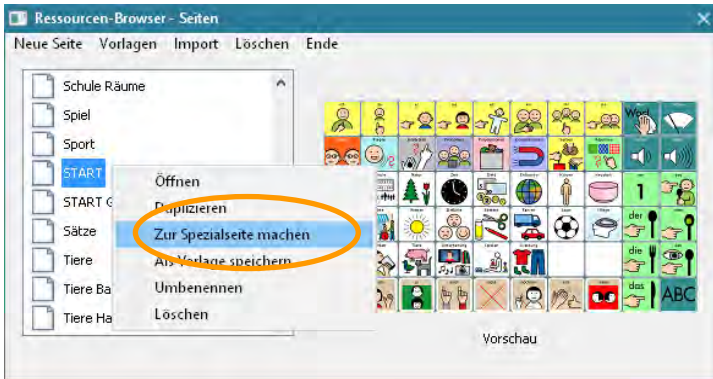 Ressourcen-Browser - Seiten
Neue Seite Vorlagen Import Löschen Ende
Schule Räume
Spiel
Sport
START
START G
Sätze
Tiere
Tiere Ba
Tiere Ha
Öffnen
Duplizieren
Zur Spezialseite machen
Als Vorlage speichern
Umbenennen
Löschen
Word
1
der
die
das
ABC
Vorschau